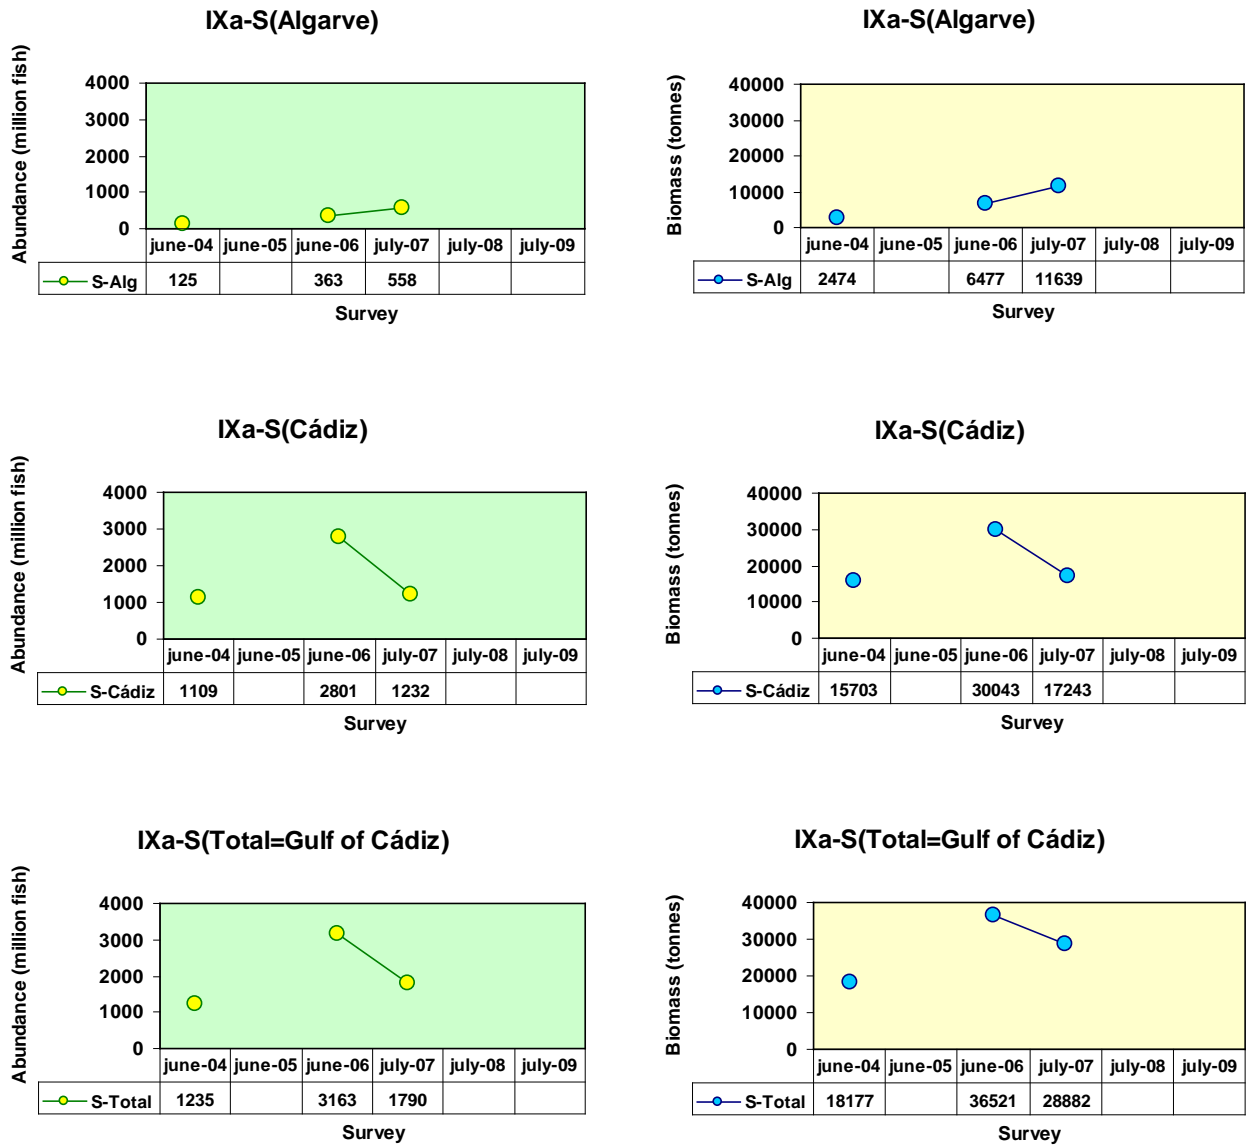 IXa-S(Algarve)
Abundance (million fish)
4000
3000
2000
1000
0
june-04 june-05 june-06 july-07 july-08 july-09
S-Alg 125 363 558
Survey
IXa-S(Algarve)
Biomass (tonnes)
40000
30000
20000
10000
0
june-04 june-05 june-06 july-07 july-08 july-09
S-Alg 2474 6477 11639
Survey
IXa-S(Cádiz)
Abundance (million fish)
4000
3000
2000
1000
0
june-04 june-05 june-06 july-07 july-08 july-09
S-Cádiz 1109 2801 1232
Survey
IXa-S(Cádiz)
Biomass (tonnes)
40000
30000
20000
10000
0
june-04 june-05 june-06 july-07 july-08 july-09
S-Cádiz 15703 30043 17243
Survey
IXa-S(Total=Gulf of Cádiz)
Abundance (million fish)
4000
3000
2000
1000
0
june-04 june-05 june-06 july-07 july-08 july-09
S-Total 1235 3163 1790
Survey
IXa-S(Total=Gulf of Cádiz)
Biomass (tonnes)
40000
30000
20000
10000
0
june-04 june-05 june-06 july-07 july-08 july-09
S-Total 18177 36521 28882
Survey